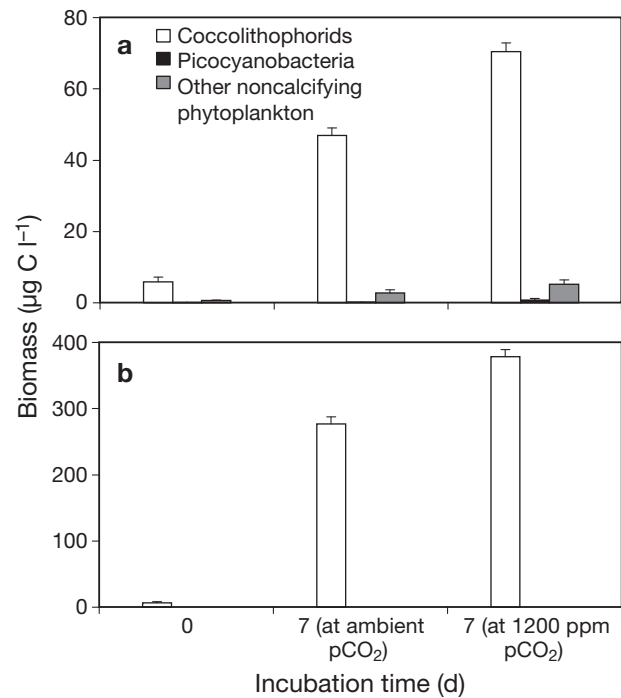 80
a
Coccolithophorids
Picocyanobacteria
Other noncalcifying
phytoplankton
60
40
20
0
Biomass (µg C l⁻¹)
400
b
300
200
100
0
0
7 (at ambient
pCO₂)
7 (at 1200 ppm
pCO₂)
Incubation time (d)